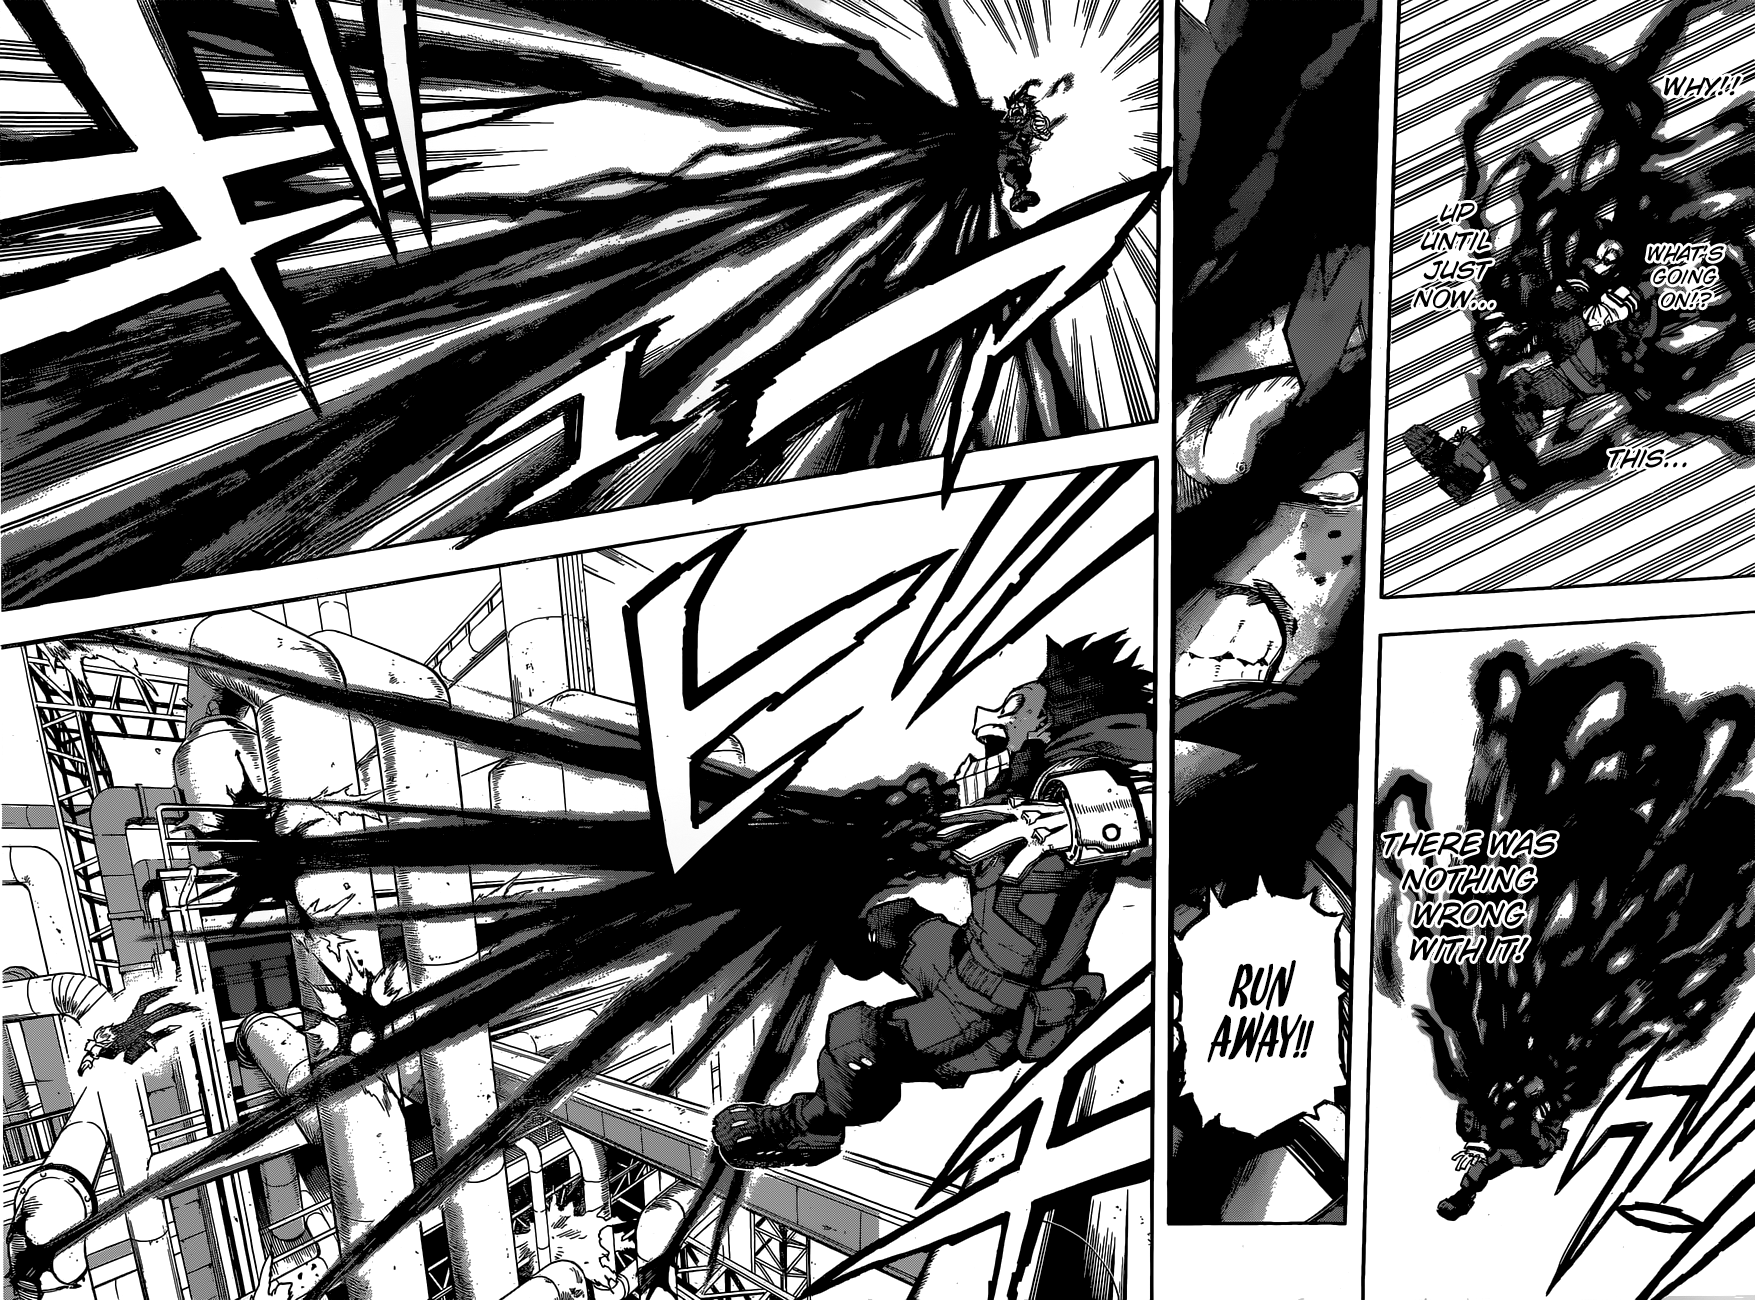 WHY!!
WHAT'S
GOING
ON!?
UP
UNTIL
JUST
NOW...
THIS...
THERE WAS
NOTHING
WRONG
WITH IT!
RUN
AWAY!!